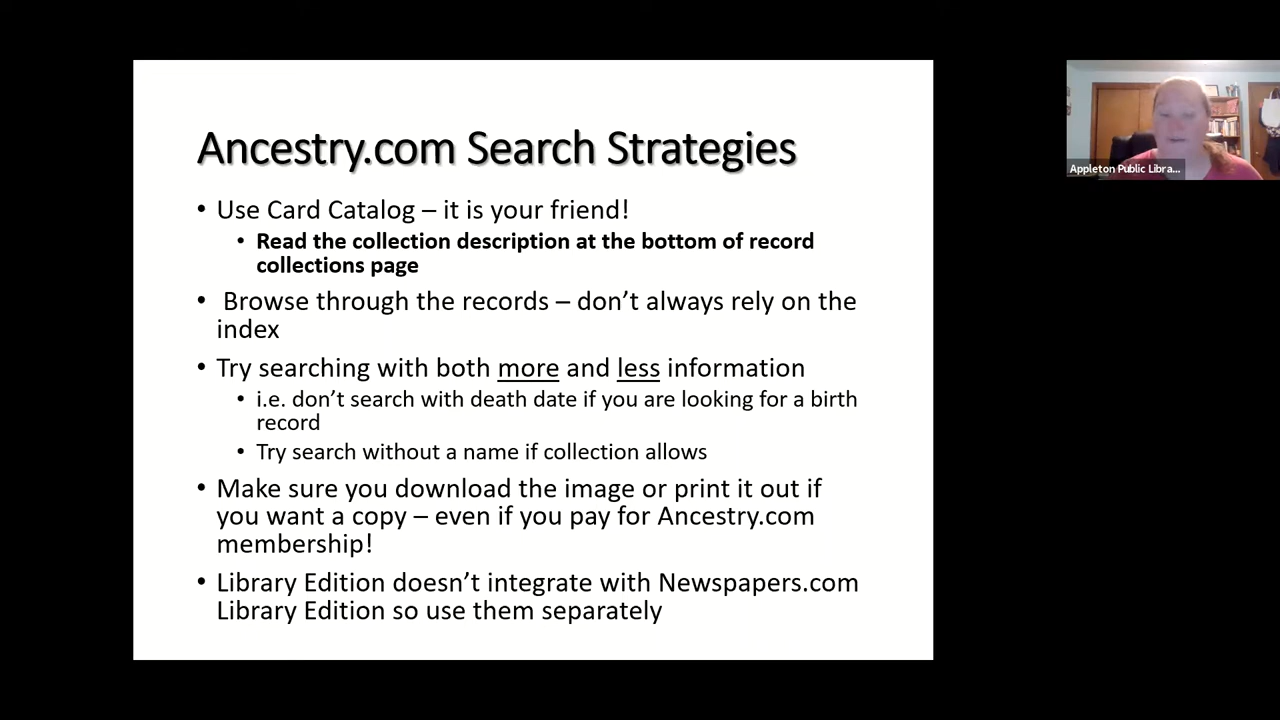 Ancestry.com Search Strategies
• Use Card Catalog – it is your friend!
• Read the collection description at the bottom of record
collections page
• Browse through the records – don’t always rely on the
index
• Try searching with both more and less information
• i.e. don’t search with death date if you are looking for a birth
record
• Try search without a name if collection allows
• Make sure you download the image or print it out if
you want a copy – even if you pay for Ancestry.com
membership!
• Library Edition doesn’t integrate with Newspapers.com
Library Edition so use them separately
Appleton Public Libra...